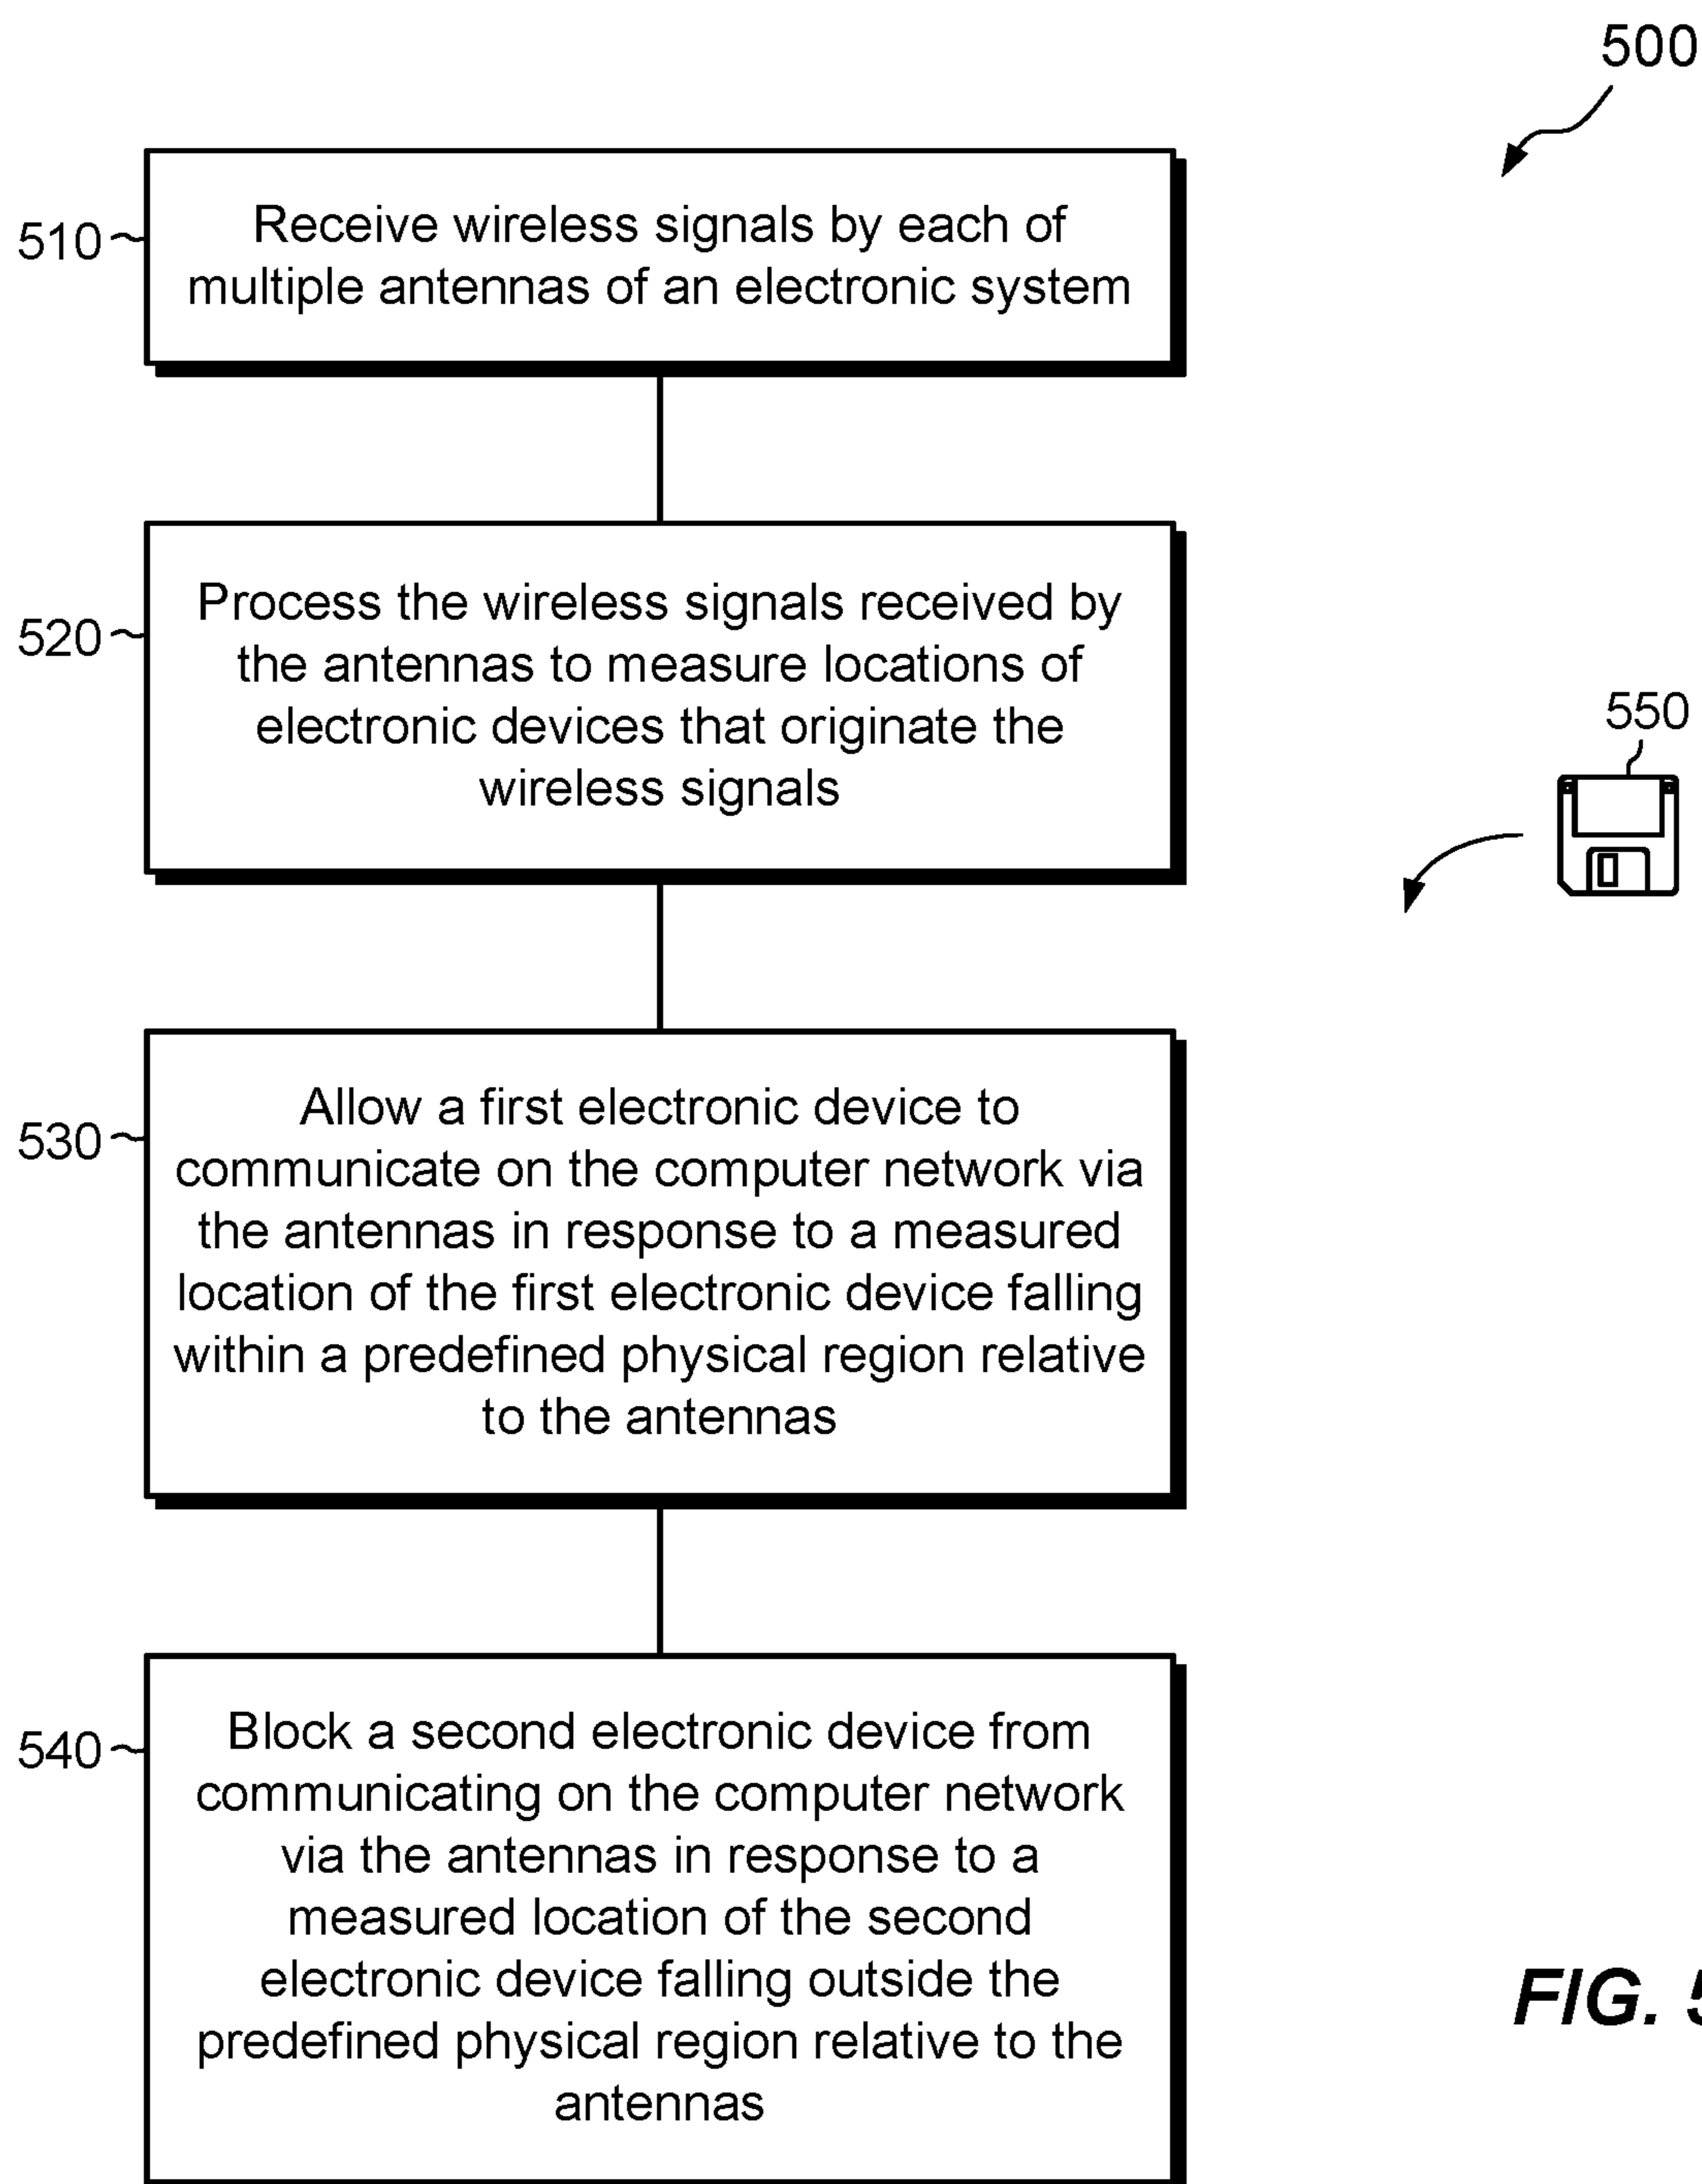 500
510
Receive wireless signals by each of
multiple antennas of an electronic system
520
Process the wireless signals received by
the antennas to measure locations of
electronic devices that originate the
wireless signals
550
530
Allow a first electronic device to
communicate on the computer network via
the antennas in response to a measured
location of the first electronic device falling
within a predefined physical region relative
to the antennas
540
Block a second electronic device from
communicating on the computer network
via the antennas in response to a
measured location of the second
electronic device falling outside the
predefined physical region relative to the
antennas
FIG. 5